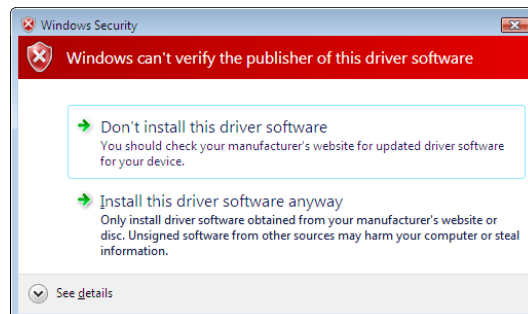 Windows Security
Windows can't verify the publisher of this driver software
Don't install this driver software
You should check your manufacturer's website for updated driver software
for your device.
Install this driver software anyway
Only install driver software obtained from your manufacturer's website or
disc. Unsigned software from other sources may harm your computer or steal
information.
See details